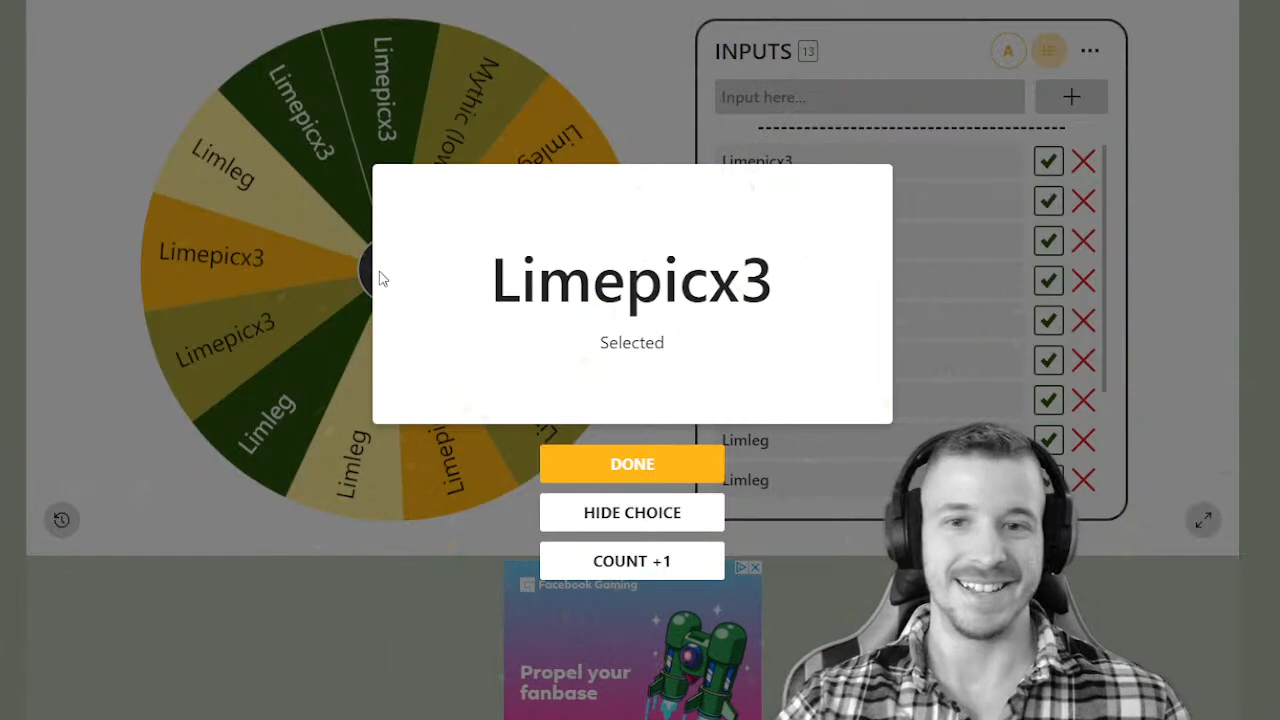 Limepicx3
Limepicx3
Mythic (low
Limleg
Limleg
Limepicx3
Limepicx3
Limleg
Limleg
INPUTS 13
A
Input here...
Limepicx3
Limleg
Limleg
Limepicx3
Selected
DONE
HIDE CHOICE
COUNT +1
Facebook Gaming
Propel your
fanbase